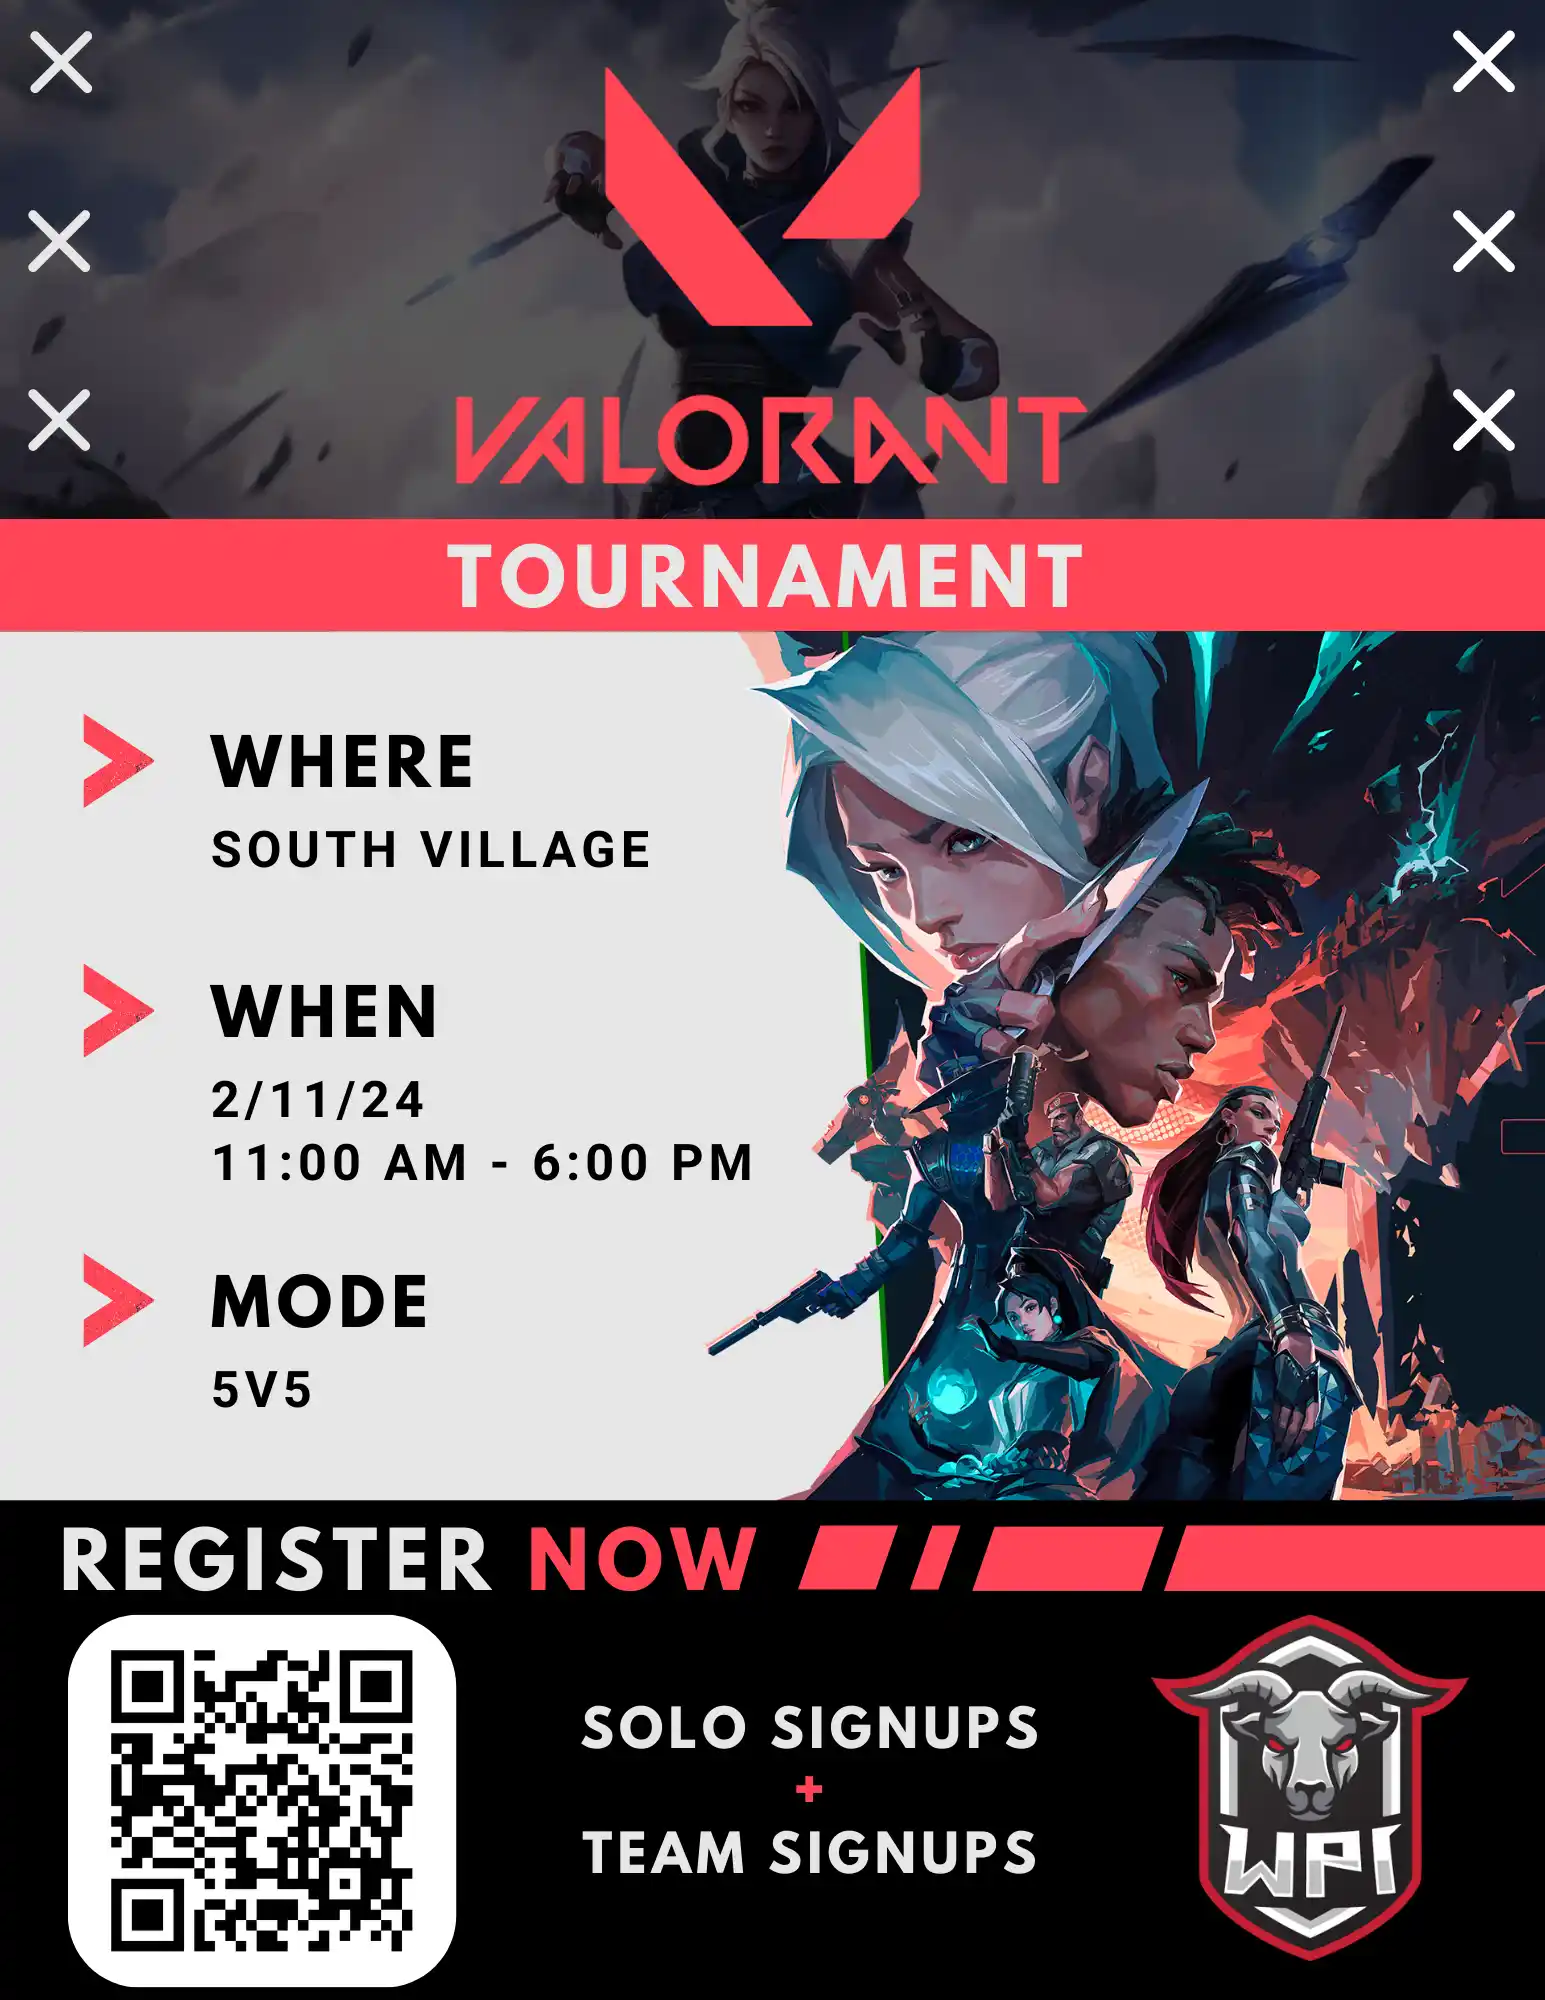 VALORANT
TOURNAMENT
WHERE
SOUTH VILLAGE
WHEN
2/11/24
11:00 AM - 6:00 PM
MODE
5V5
REGISTER NOW
SOLO SIGNUPS
+
TEAM SIGNUPS
WPI